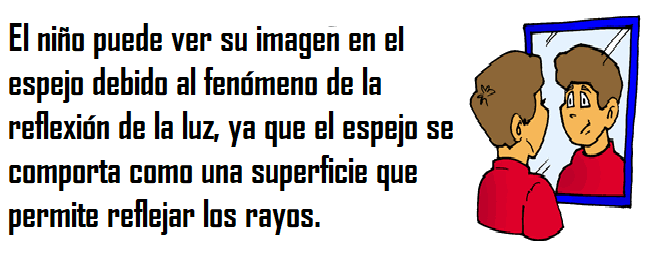 El niño puede ver su imagen en el
espejo debido al fenómeno de la
reflexión de la luz, ya que el espejo se
comporta como una superficie que
permite reflejar los rayos.